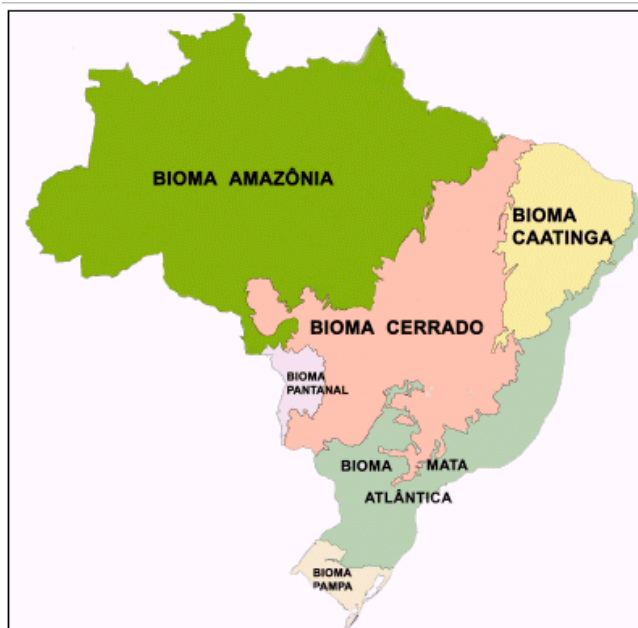 BIOMA AMAZÔNIA
BIOMA
CAATINGA
BIOMA CERRADO
BIOMA
PANTANAL
BIOMA MATA
ATLÂNTICA
BIOMA
PAMPA